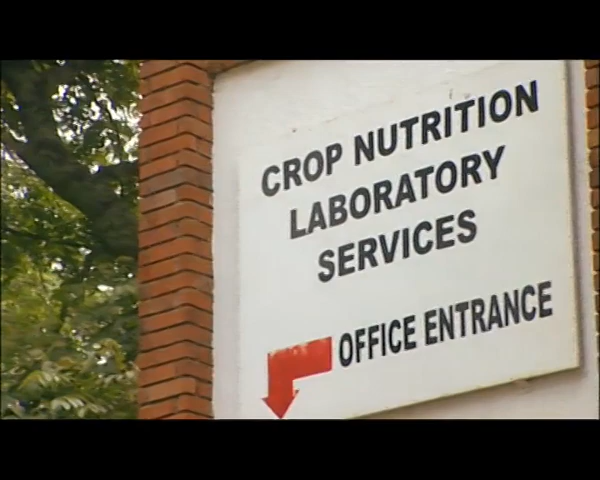 CROP NUTRITION
LABORATORY
SERVICES
OFFICE ENTRANCE